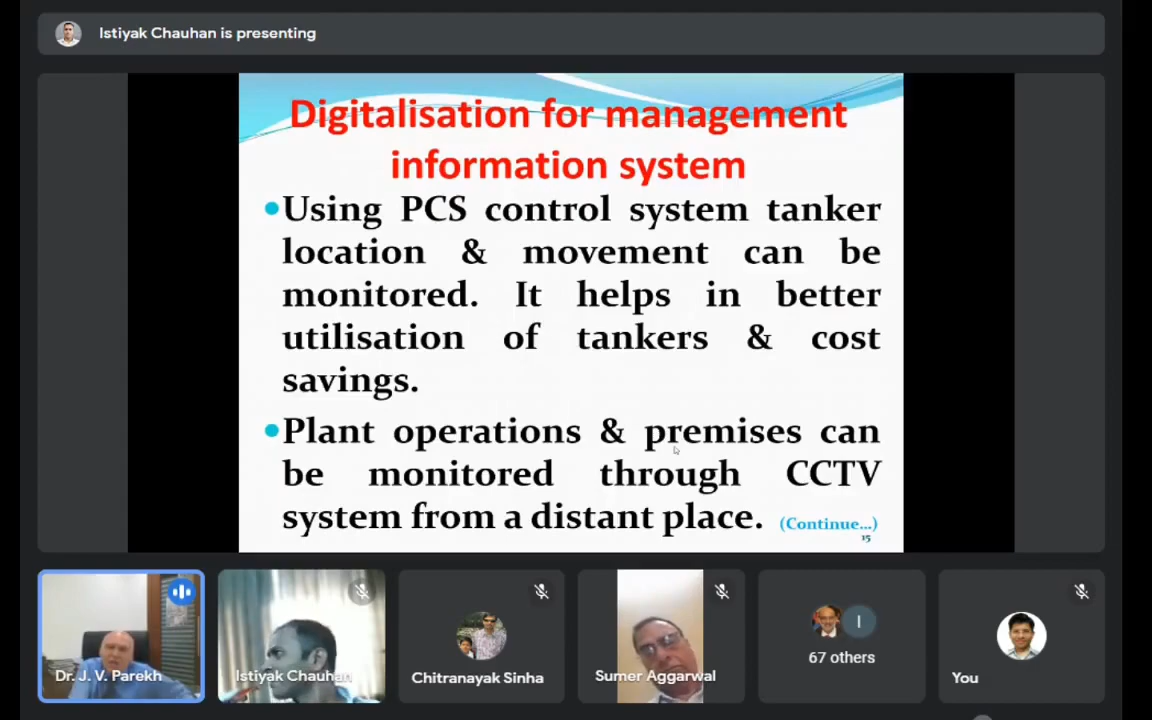 Istiyak Chauhan is presenting
Digitalisation for management
information system
•Using PCS control system tanker
location & movement can be
monitored. It helps in better
utilisation of tankers & cost
savings.
•Plant operations & premises can
be monitored through CCTV
system from a distant place. (Continue...)
15
Dr. J. V. Parekh
Istiyak Chauhan
Chitranayak Sinha
Sumer Aggarwal
I
67 others
You